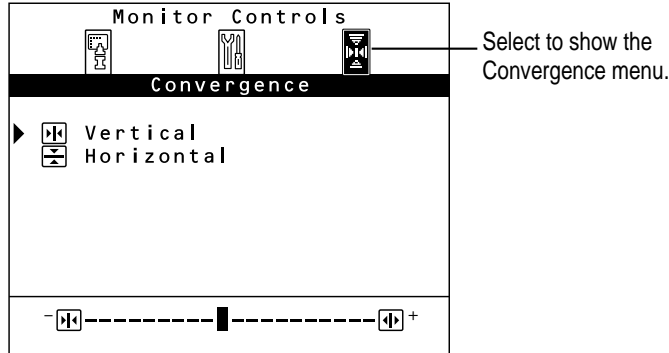 Monitor Controls
Select to show the
Convergence menu.
Convergence
Vertical
Horizontal
- +